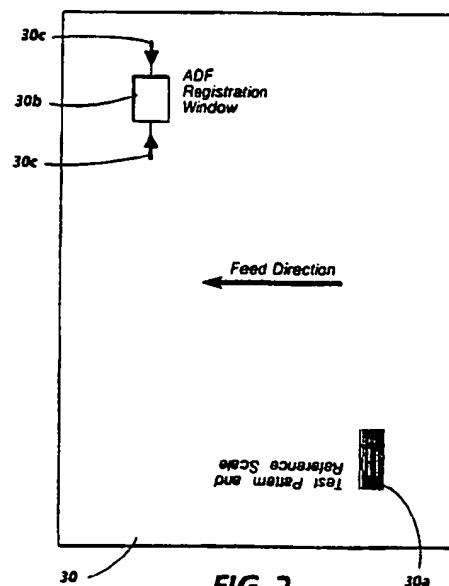 30c
30b
ADF
Registration
Window
30c
Feed Direction
Test Pattern and
Reference Scale
30
FIG. 2
30a